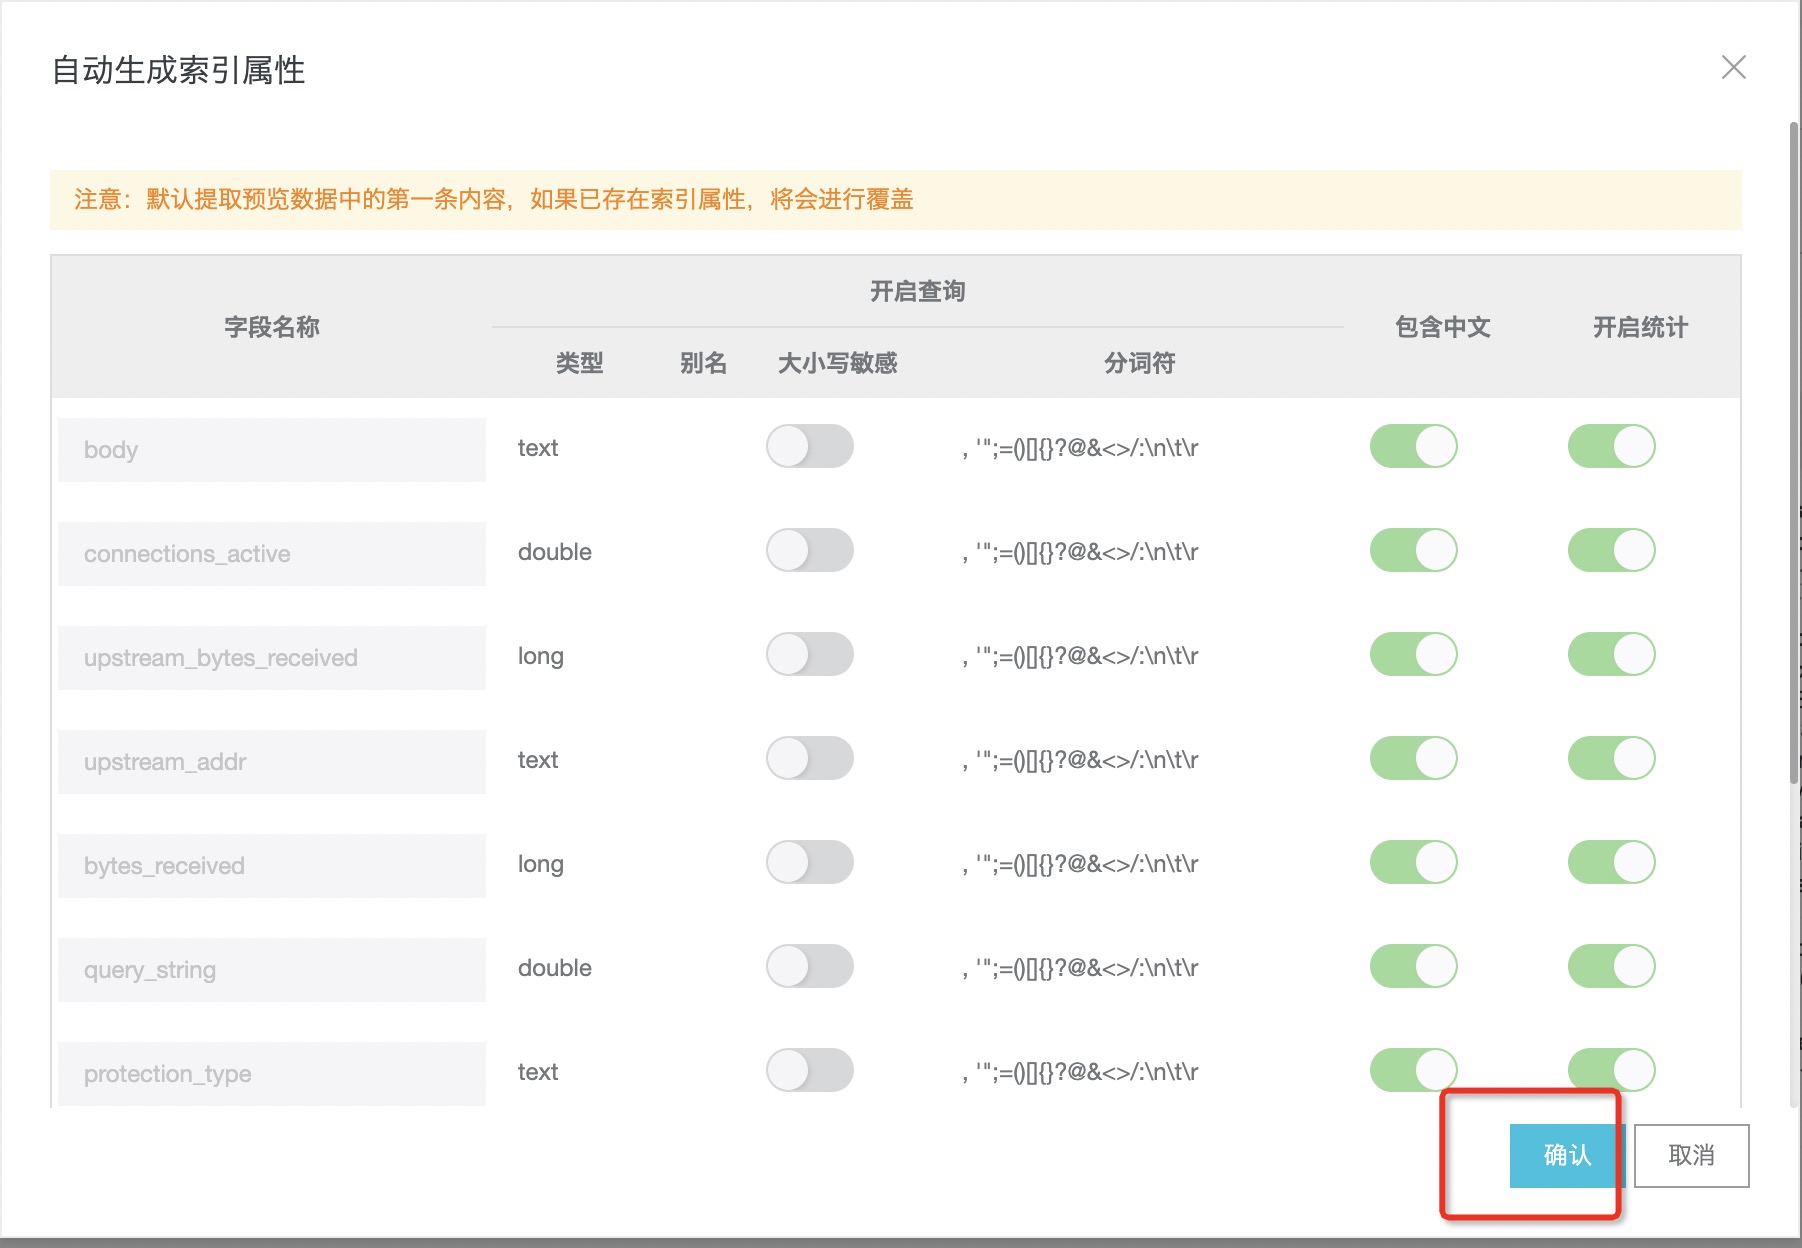 自动生成索引属性
注意：默认提取预览数据中的第一条内容，如果已存在索引属性，将会进行覆盖
字段名称 开启查询 包含中文 开启统计
类型 别名 大小写敏感 分词符
body text , '";=()[]{}?@&<>/:\n\t\r
connections_active double , '";=()[]{}?@&<>/:\n\t\r
upstream_bytes_received long , '";=()[]{}?@&<>/:\n\t\r
upstream_addr text , '";=()[]{}?@&<>/:\n\t\r
bytes_received long , '";=()[]{}?@&<>/:\n\t\r
query_string double , '";=()[]{}?@&<>/:\n\t\r
protection_type text , '";=()[]{}?@&<>/:\n\t\r
确认 取消